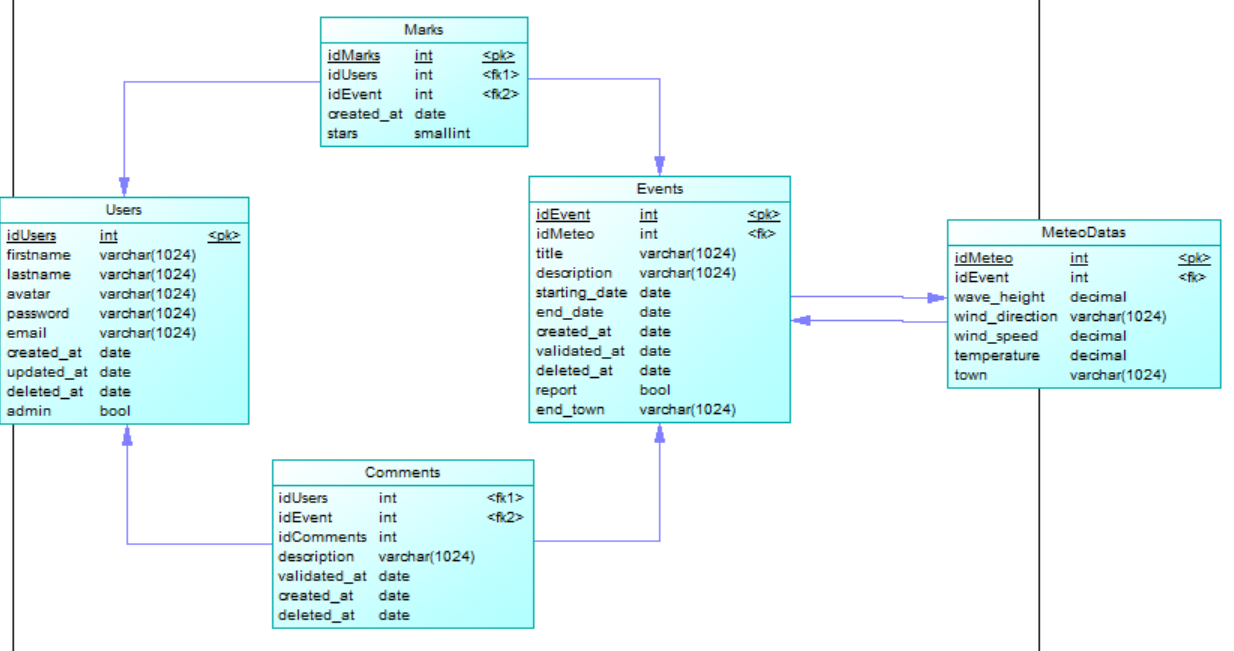 Marks
idMarks int <pk>
idUsers int <fk1>
idEvent int <fk2>
created_at date
stars smallint
Users
idUsers int <pk>
firstname varchar(1024)
lastname varchar(1024)
avatar varchar(1024)
password varchar(1024)
email varchar(1024)
created_at date
updated_at date
deleted_at date
admin bool
Events
idEvent int <pk>
idMeteo int <fk>
title varchar(1024)
description varchar(1024)
starting_date date
end_date date
created_at date
validated_at date
deleted_at date
report bool
end_town varchar(1024)
MeteoDatas
idMeteo int <pk>
idEvent int <fk>
wave_height decimal
wind_direction varchar(1024)
wind_speed decimal
temperature decimal
town varchar(1024)
Comments
idUsers int <fk1>
idEvent int <fk2>
idComments int
description varchar(1024)
validated_at date
created_at date
deleted_at date